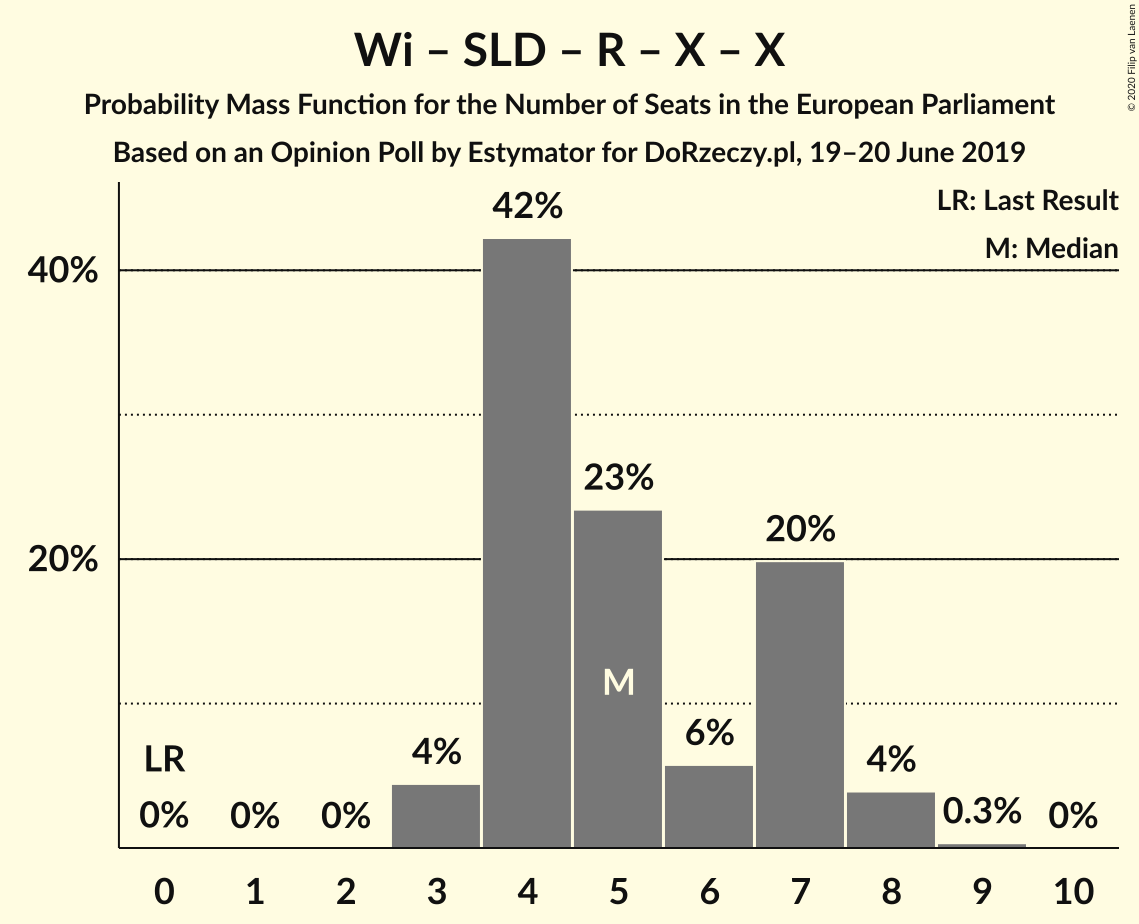 Wi – SLD – R – X – X
Probability Mass Function for the Number of Seats in the European Parliament
Based on an Opinion Poll by Estymator for DoRzeczy.pl, 19–20 June 2019
© 2020 Filip van Laenen
LR: Last Result
M: Median
42%
40%
23%
20%
20%
M
6%
4%
4%
LR
0%
0%
0%
0.3%
0%
0 1 2 3 4 5 6 7 8 9 10